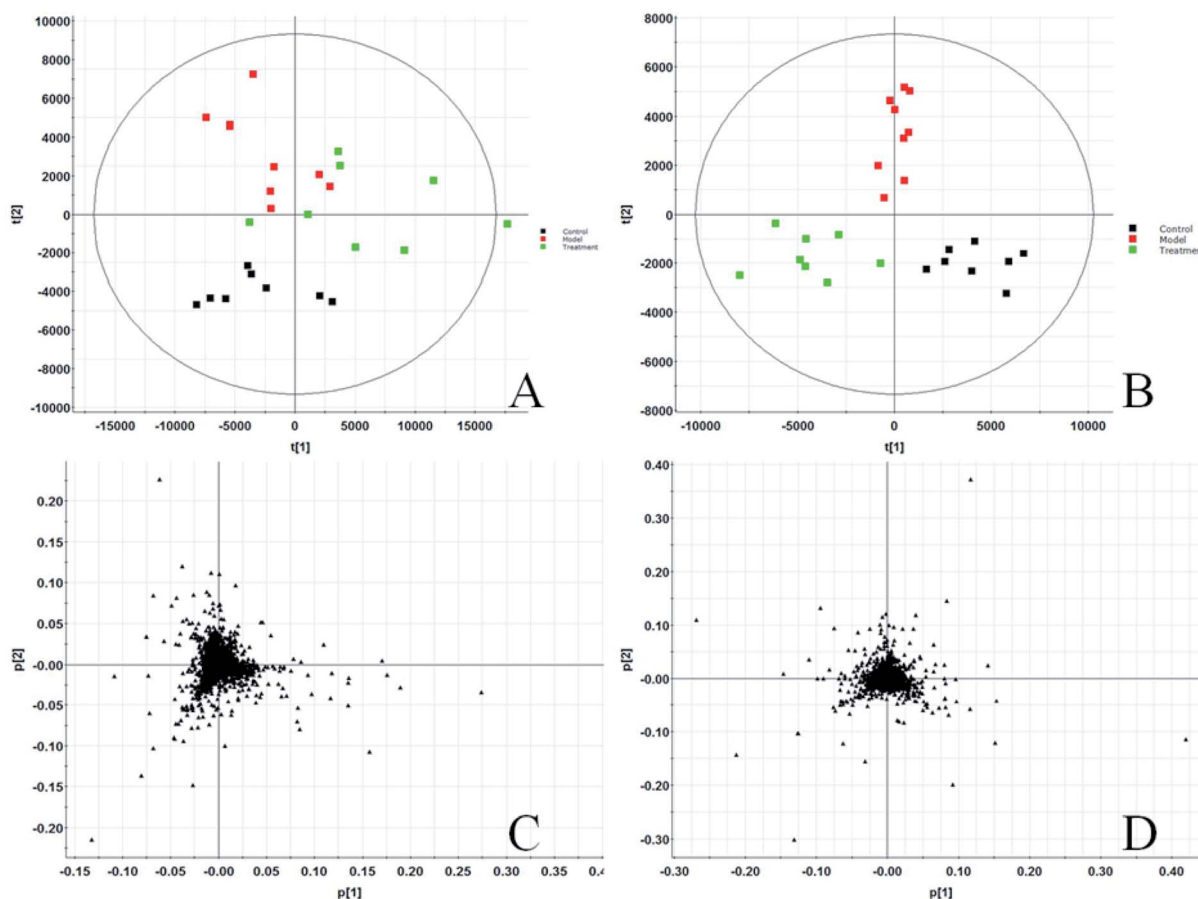 10000
8000
6000
4000
2000
0
-2000
-4000
-6000
-8000
-10000
t[2]
-15000 -10000 -5000 0 5000 10000 15000
t[1]
Control
Model
Treatment
A
8000
6000
4000
2000
0
-2000
-4000
-6000
-8000
t[2]
-10000 -5000 0 5000 10000
t[1]
Control
Model
Treatment
B
0.20
0.15
0.10
0.05
-0.00
-0.05
-0.10
-0.15
-0.20
p[2]
-0.15 -0.10 -0.05 -0.00 0.05 0.10 0.15 0.20 0.25 0.30 0.35 0.4
p[1]
C
0.40
0.30
0.20
0.10
-0.00
-0.10
-0.20
-0.30
p[2]
-0.30 -0.20 -0.10 -0.00 0.10 0.20 0.30 0.40
p[1]
D